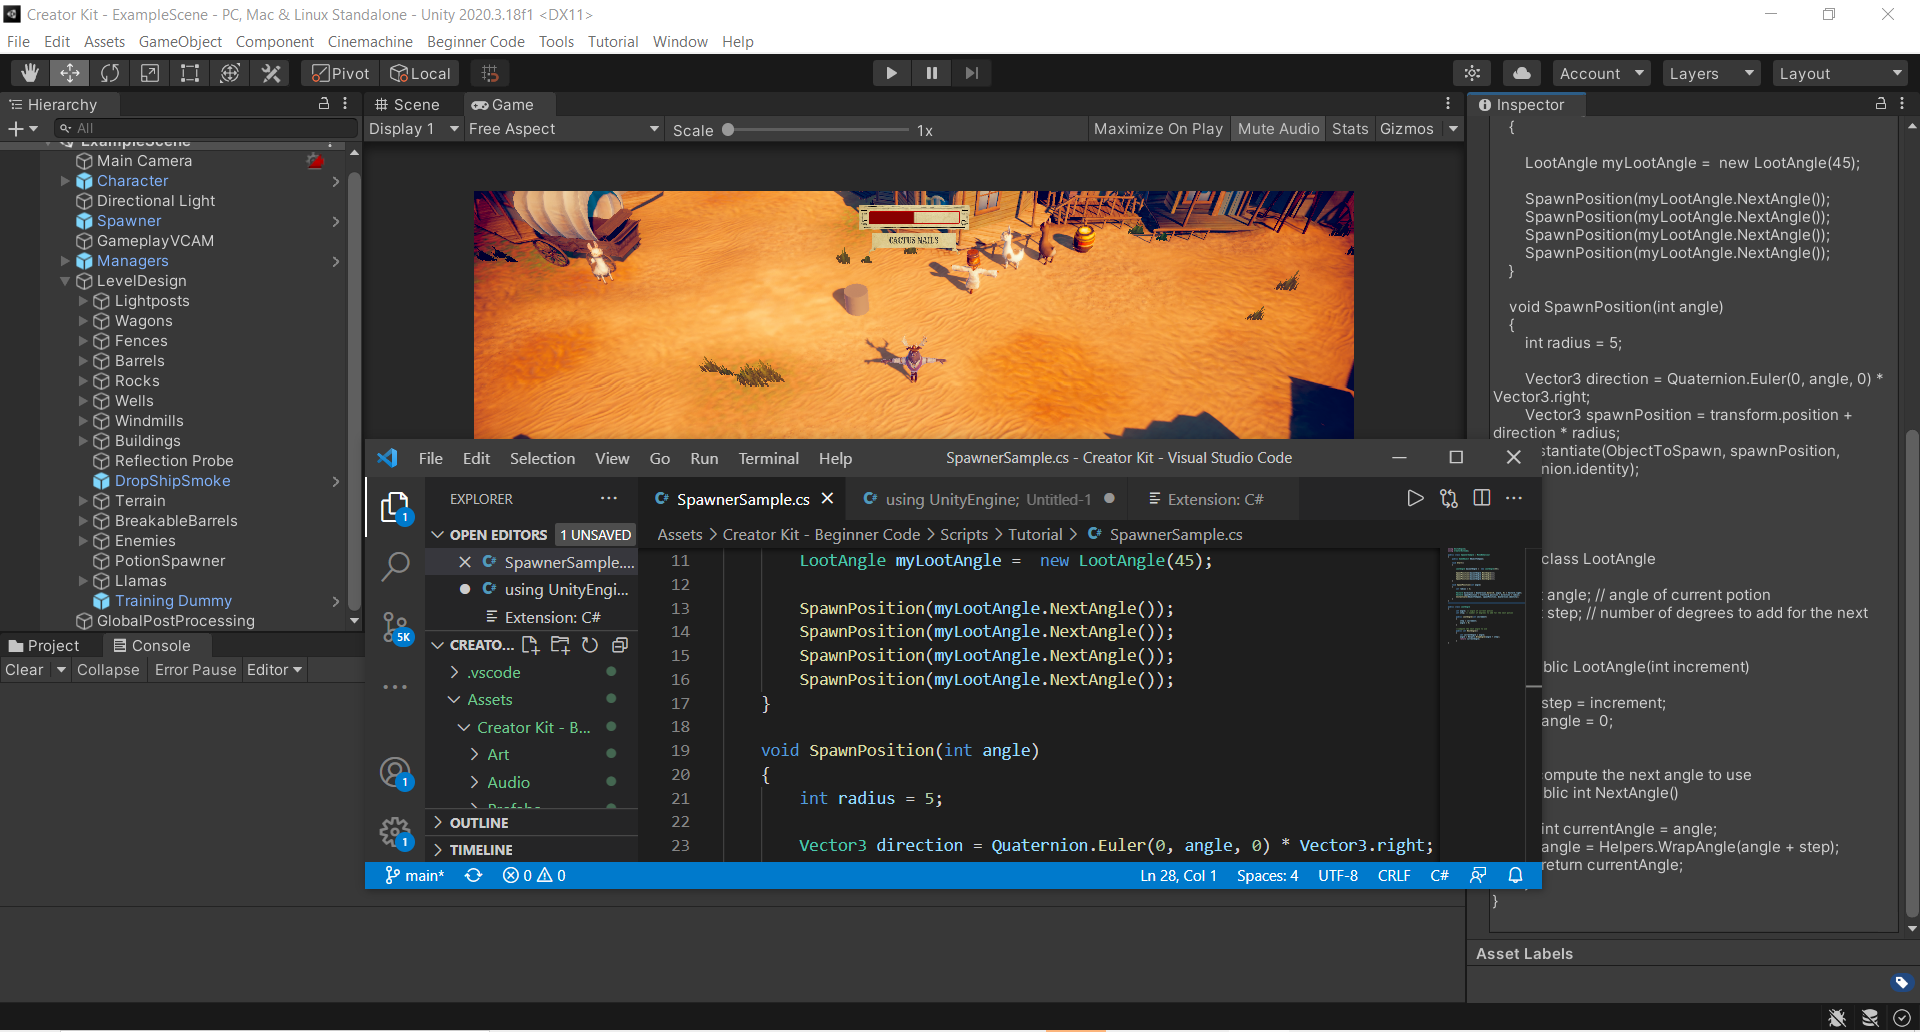 Creator Kit - ExampleScene - PC, Mac & Linux Standalone - Unity 2020.3.18f1 <DX11>
File Edit Assets GameObject Component Cinemachine Beginner Code Tools Tutorial Window Help
Pivot Local Account Layers Layout
Hierarchy
All
ExampleScene
Main Camera
Character
Directional Light
Spawner
GameplayVCAM
Managers
LevelDesign
Lightposts
Wagons
Fences
Barrels
Rocks
Wells
Windmills
Buildings
Reflection Probe
DropShipSmoke
Terrain
BreakableBarrels
Enemies
PotionSpawner
Llamas
Training Dummy
GlobalPostProcessing
Project Console
Clear Collapse Error Pause Editor
Scene Game
Display 1 Free Aspect Scale 1x Maximize On Play Mute Audio Stats Gizmos
CACTUS NAILS
File Edit Selection View Go Run Terminal Help SpawnerSample.cs - Creator Kit - Visual Studio Code
EXPLORER
OPEN EDITORS 1 UNSAVED
SpawnerSample....
using UnityEngi...
Extension: C#
CREATO...
.vscode
Assets
Creator Kit - B...
Art
Audio
Prefabs
OUTLINE
TIMELINE
1
5K
1
1
SpawnerSample.cs using UnityEngine; Untitled-1 Extension: C#
Assets > Creator Kit - Beginner Code > Scripts > Tutorial > SpawnerSample.cs
11 LootAngle myLootAngle =  new LootAngle(45);
12
13 SpawnPosition(myLootAngle.NextAngle());
14 SpawnPosition(myLootAngle.NextAngle());
15 SpawnPosition(myLootAngle.NextAngle());
16 SpawnPosition(myLootAngle.NextAngle());
17 }
18
19 void SpawnPosition(int angle)
20 {
21 int radius = 5;
22
23 Vector3 direction = Quaternion.Euler(0, angle, 0) * Vector3.right;
main* 0 0 Ln 28, Col 1 Spaces: 4 UTF-8 CRLF C#
Inspector
{
LootAngle myLootAngle =  new LootAngle(45);
SpawnPosition(myLootAngle.NextAngle());
SpawnPosition(myLootAngle.NextAngle());
SpawnPosition(myLootAngle.NextAngle());
SpawnPosition(myLootAngle.NextAngle());
}
void SpawnPosition(int angle)
{
int radius = 5;
Vector3 direction = Quaternion.Euler(0, angle, 0) *
Vector3.right;
Vector3 spawnPosition = transform.position +
direction * radius;
stantiate(ObjectToSpawn, spawnPosition,
nion.identity);
class LootAngle
angle; // angle of current potion
step; // number of degrees to add for the next
blic LootAngle(int increment)
step = increment;
angle = 0;
ompute the next angle to use
blic int NextAngle()
int currentAngle = angle;
angle = Helpers.WrapAngle(angle + step);
return currentAngle;
}
Asset Labels